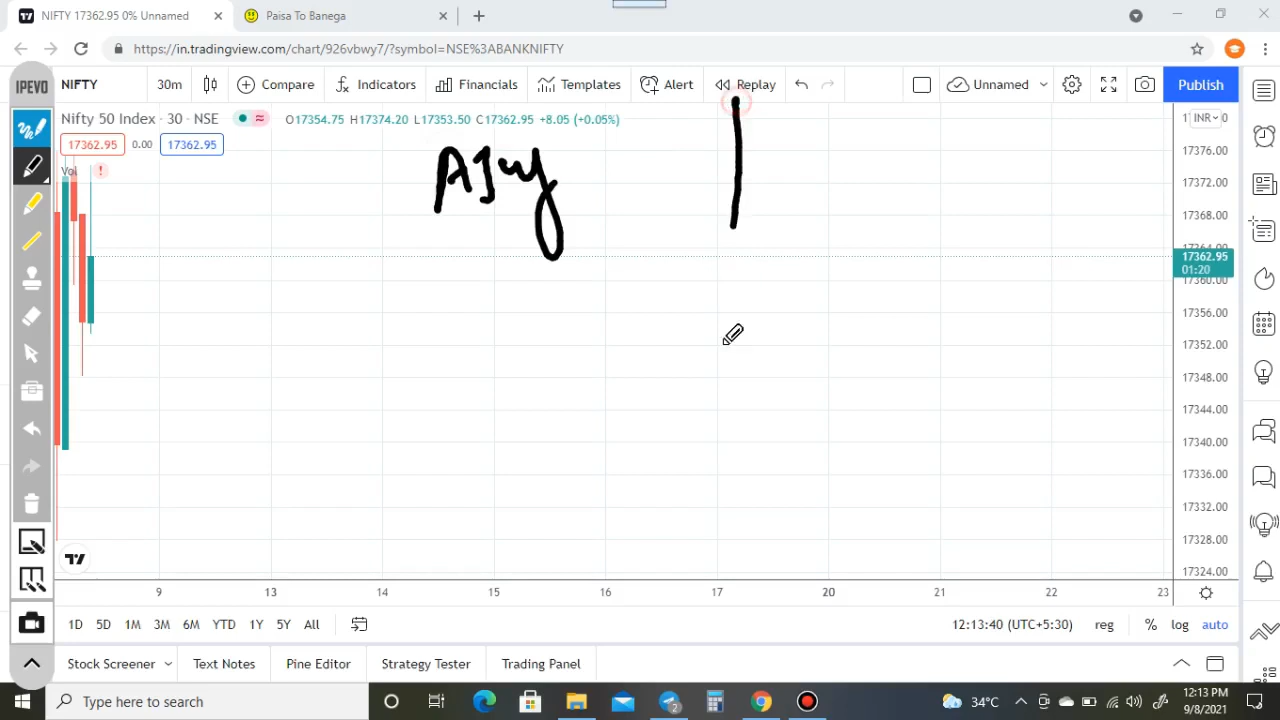 NIFTY 17362.95 0% Unnamed
Paisa To Banega
https://in.tradingview.com/chart/926vbwy7/?symbol=NSE%3ABANKNIFTY
IPEVO
NIFTY 30m Compare Indicators Financials Templates Alert Replay Unnamed Publish
Nifty 50 Index · 30 · NSE O17354.75 H17374.20 L17353.50 C17362.95 +8.05 (+0.05%)
INR
17362.95 0.00 17362.95
Vol
AJay
17376.00
17372.00
17368.00
17364.00
17362.95
01:20
17360.00
17356.00
17352.00
17348.00
17344.00
17340.00
17336.00
17332.00
17328.00
17324.00
9 13 14 15 16 17 20 21 22 23
1D 5D 1M 3M 6M YTD 1Y 5Y All 12:13:40 (UTC+5:30) reg % log auto
Stock Screener Text Notes Pine Editor Strategy Tester Trading Panel
Type here to search
2
34°C
12:13 PM
9/8/2021